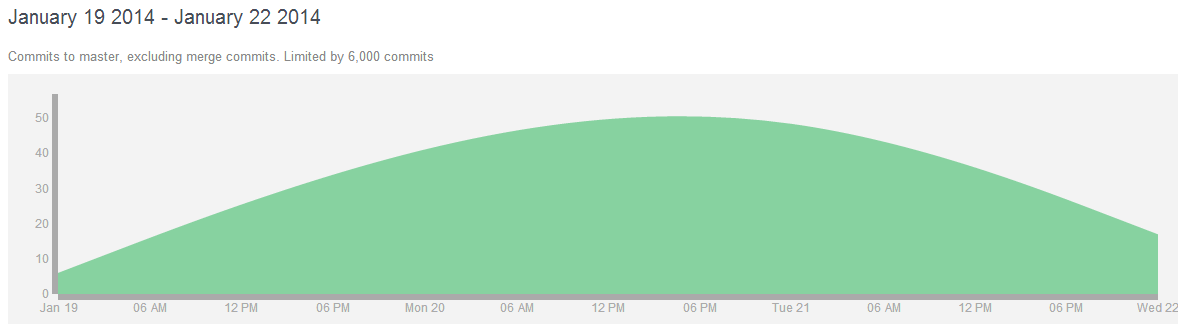 January 19 2014 - January 22 2014
Commits to master, excluding merge commits. Limited by 6,000 commits
50
40
30
20
10
0
Jan 19 06 AM 12 PM 06 PM Mon 20 06 AM 12 PM 06 PM Tue 21 06 AM 12 PM 06 PM Wed 22